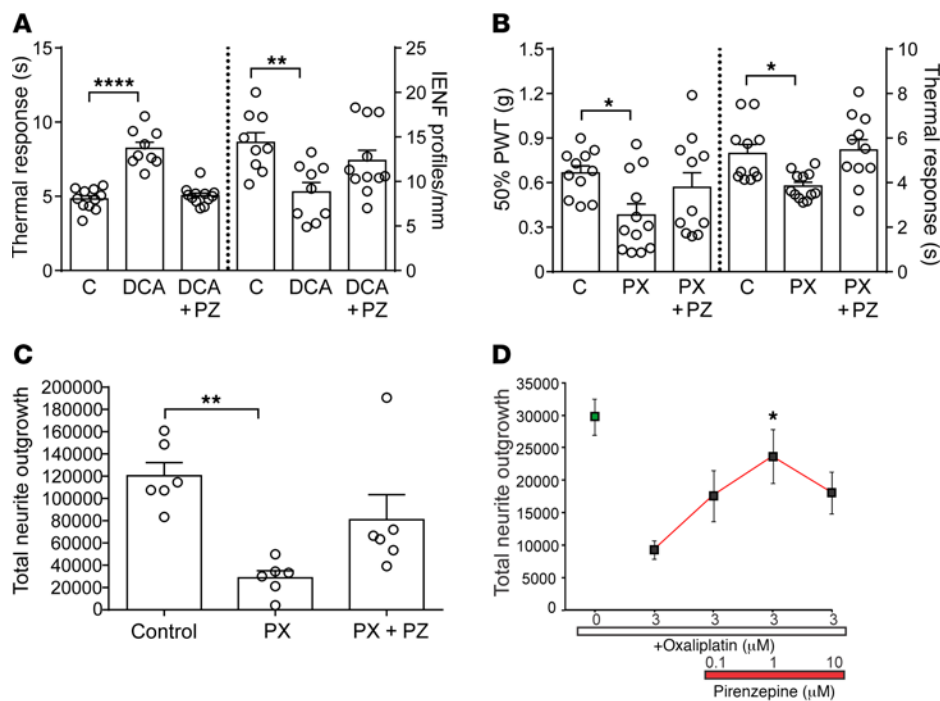 A
Thermal response (s)
15
10
5
0
****
**
25
20
15
10
5
0
IENF profiles/mm
C DCA DCA C DCA DCA
+PZ +PZ
B
50% PWT (g)
1.5
1.2
0.9
0.6
0.3
0
*
*
10
8
6
4
2
0
Thermal response (s)
C PX PX C PX PX
+PZ +PZ
C
Total neurite outgrowth
200000
180000
160000
140000
120000
100000
80000
60000
40000
20000
0
**
Control PX PX + PZ
D
Total neurite outgrowth
35000
30000
25000
20000
15000
10000
5000
0
*
0 3 3 3 3
+Oxaliplatin (μM)
0.1 1 10
Pirenzepine (μM)